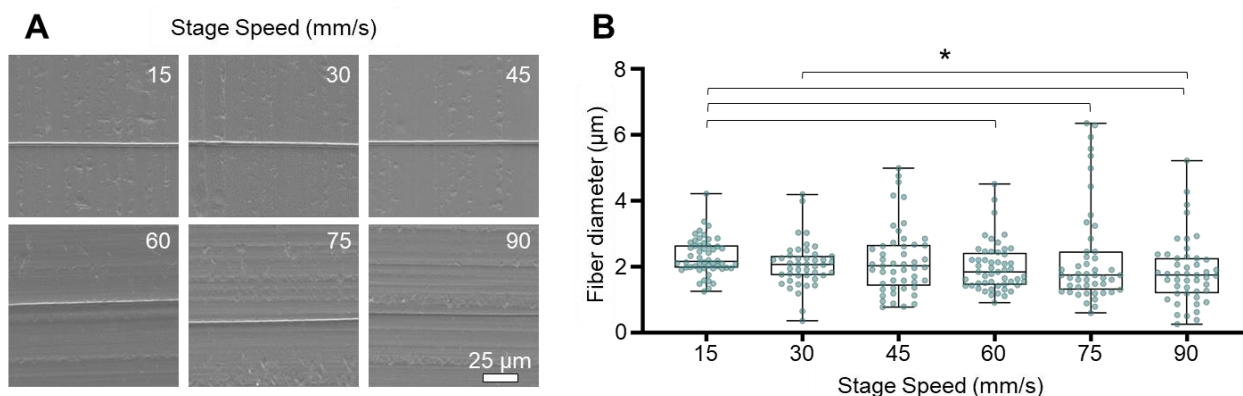 A
Stage Speed (mm/s)
15
30
45
60
75
90
25 µm
B
*
Fiber diameter (µm)
8
6
4
2
0
15 30 45 60 75 90
Stage Speed (mm/s)